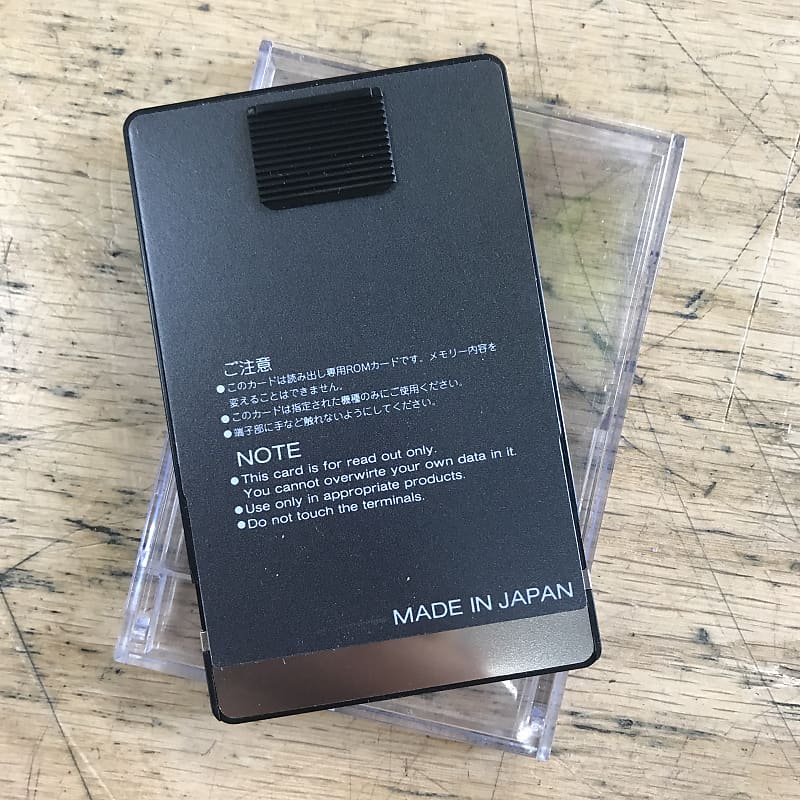 ご注意
●このカードは読み出し専用ROMカードです。メモリー内容を
変えることはできません。
●このカードは指定された機種のみにご使用ください。
●端子部に手など触れないようにしてください。
NOTE
●This card is for read out only.
You cannot overwirte your own data in it.
●Use only in appropriate products.
●Do not touch the terminals.
MADE IN JAPAN